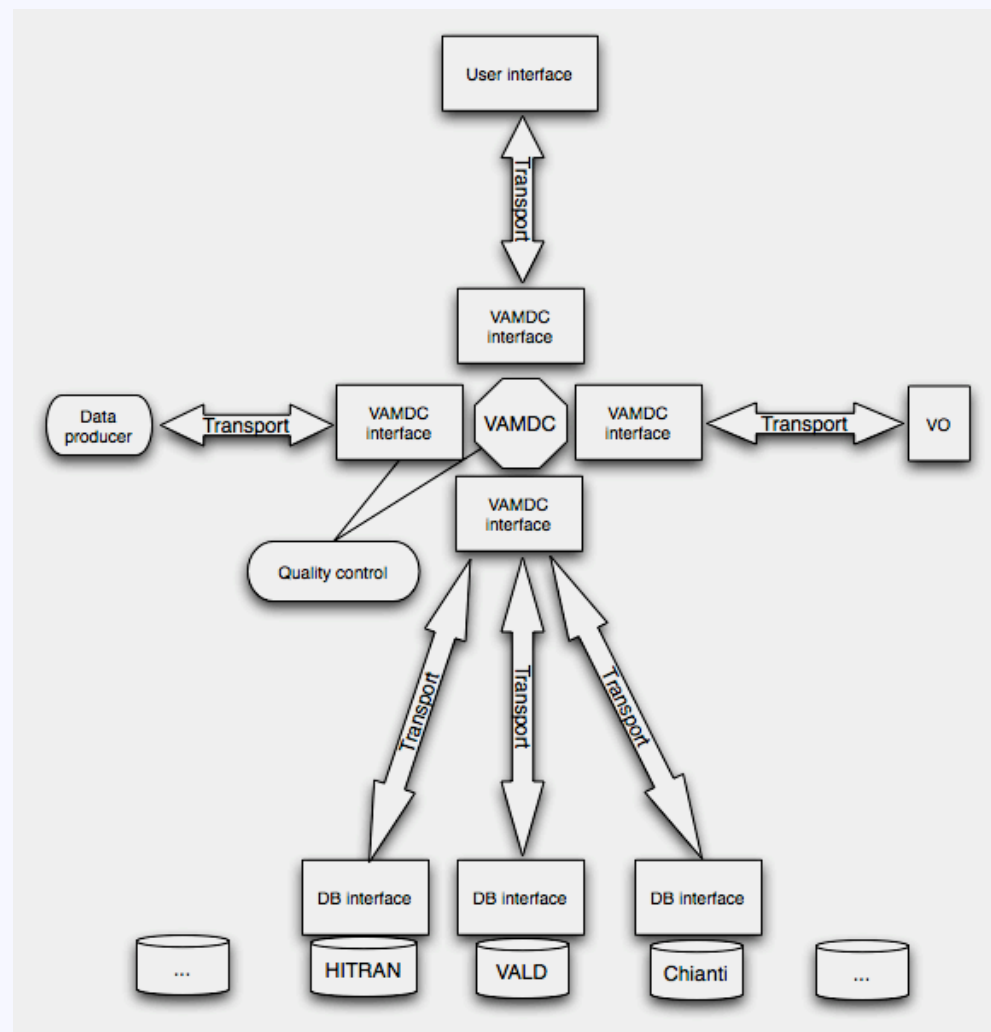 User interface
Transport
VAMDC
interface
Data
producer
Transport
VAMDC
interface
VAMDC
VAMDC
interface
Transport
VO
VAMDC
interface
Quality control
Transport
Transport
Transport
DB interface
DB interface
DB interface
...
HITRAN
VALD
Chianti
...